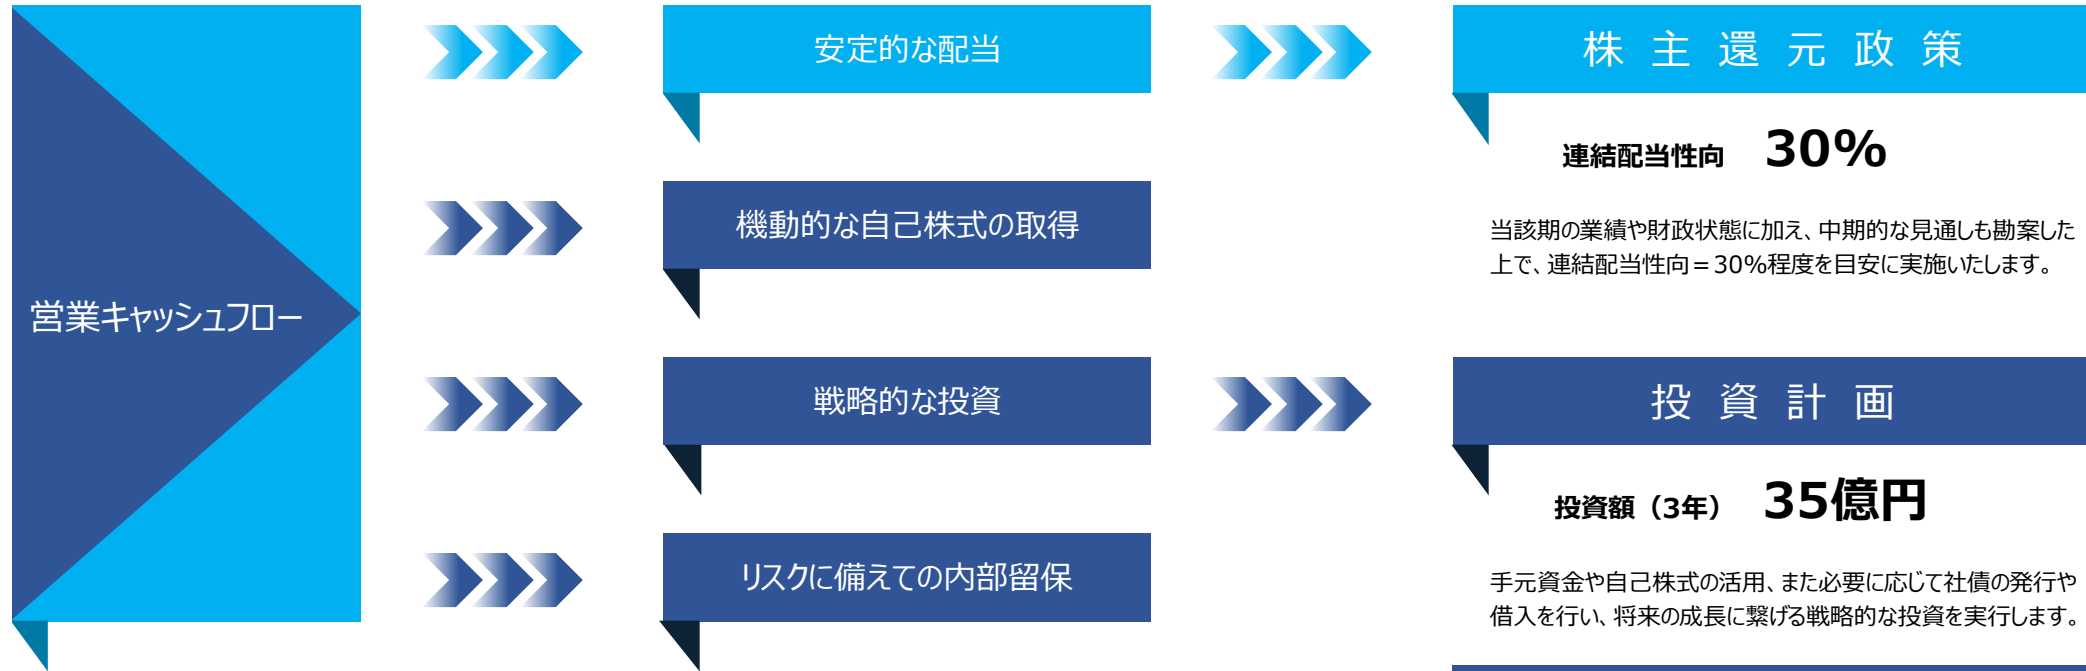 営業キャッシュフロー
安定的な配当
機動的な自己株式の取得
戦略的な投資
リスクに備えての内部留保
株主還元政策
連結配当性向 30%
当該期の業績や財政状態に加え、中期的な見通しも勘案した
上で、連結配当性向=30%程度を目安に実施いたします。
投資計画
投資額(3年) 35億円
手元資金や自己株式の活用、また必要に応じて社債の発行や
借入を行い、将来の成長に繋げる戦略的な投資を実行します。